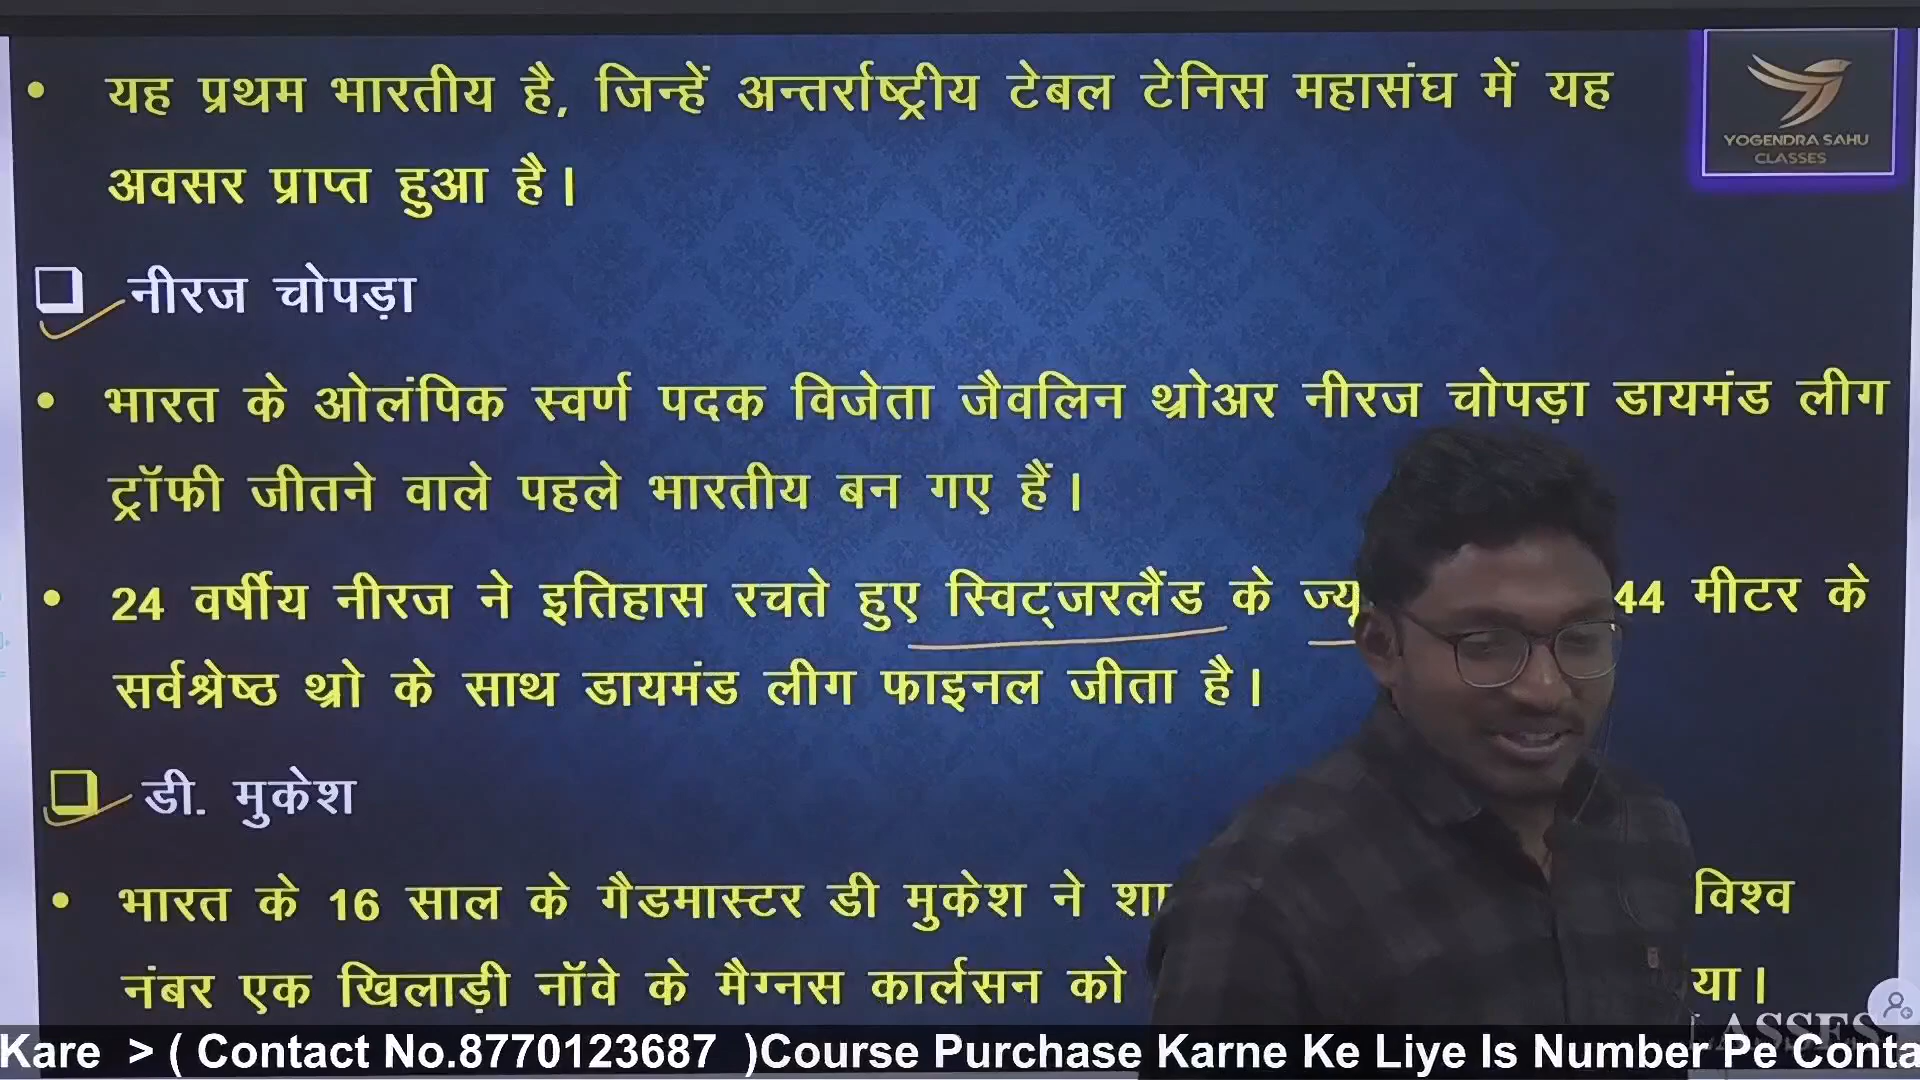 • यह प्रथम भारतीय है, जिन्हें अन्तर्राष्ट्रीय टेबल टेनिस महासंघ में यह
अवसर प्राप्त हुआ है।
YOGENDRA SAHU
CLASSES
❑ नीरज चोपड़ा
• भारत के ओलंपिक स्वर्ण पदक विजेता जैवलिन थ्रोअर नीरज चोपड़ा डायमंड लीग
ट्रॉफी जीतने वाले पहले भारतीय बन गए हैं।
• 24 वर्षीय नीरज ने इतिहास रचते हुए स्विट्जरलैंड के 44 मीटर के
सर्वश्रेष्ठ थ्रो के साथ डायमंड लीग फाइनल जीता है।
❑ डी. मुकेश
• भारत के 16 साल के गैडमास्टर डी मुकेश ने विश्व
नंबर एक खिलाड़ी नॉवे के मैग्नस कार्लसन को
Kare > ( Contact No.8770123687 )Course Purchase Karne Ke Liye Is Number Pe